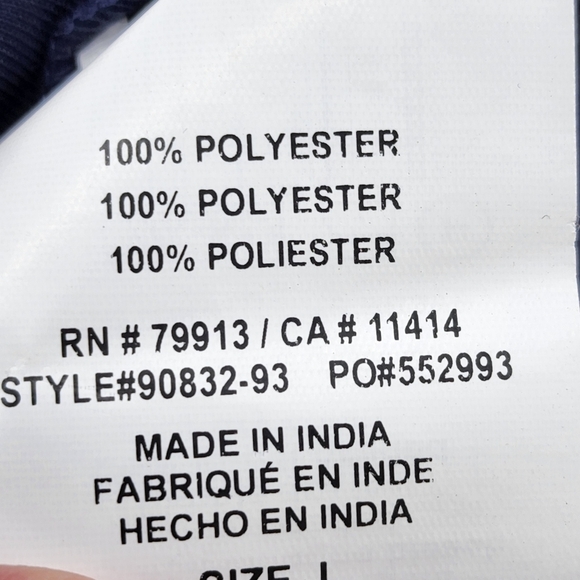 100% POLYESTER
100% POLYESTER
100% POLIESTER
RN # 79913 / CA # 11414
STYLE#90832-93 PO#552993
MADE IN INDIA
FABRIQUÉ EN INDE
HECHO EN INDIA
SIZE L